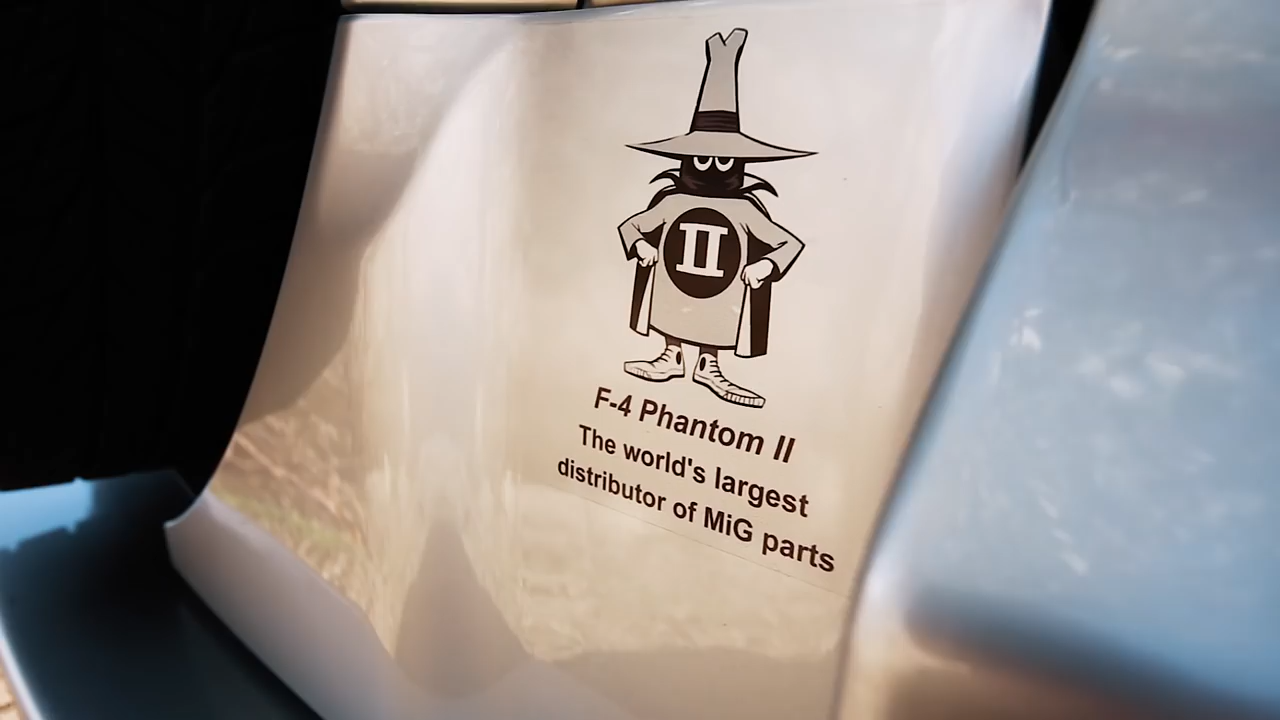 II
F-4 Phantom II
The world's largest
distributor of MiG parts